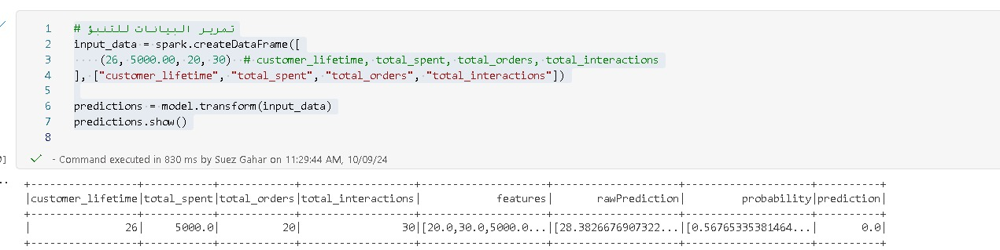 1 # تمرير البيانات للتنبؤ
2 input_data = spark.createDataFrame([
3     (26, 5000.00, 20, 30)  # customer_lifetime, total_spent, total_orders, total_interactions
4 ], ["customer_lifetime", "total_spent", "total_orders", "total_interactions"])
5
6 predictions = model.transform(input_data)
7 predictions.show()
8
- Command executed in 830 ms by Suez Gahar on 11:29:44 AM, 10/09/24
+-----------------+-----------+------------+------------------+--------------------+--------------------+--------------------+----------+
|customer_lifetime|total_spent|total_orders|total_interactions|            features|       rawPrediction|         probability|prediction|
+-----------------+-----------+------------+------------------+--------------------+--------------------+--------------------+----------+
|               26|     5000.0|          20|                30|[20.0,30.0,5000.0...|[28.3826676907322...|[0.56765335381464...|       0.0|
+-----------------+-----------+------------+------------------+--------------------+--------------------+--------------------+----------+